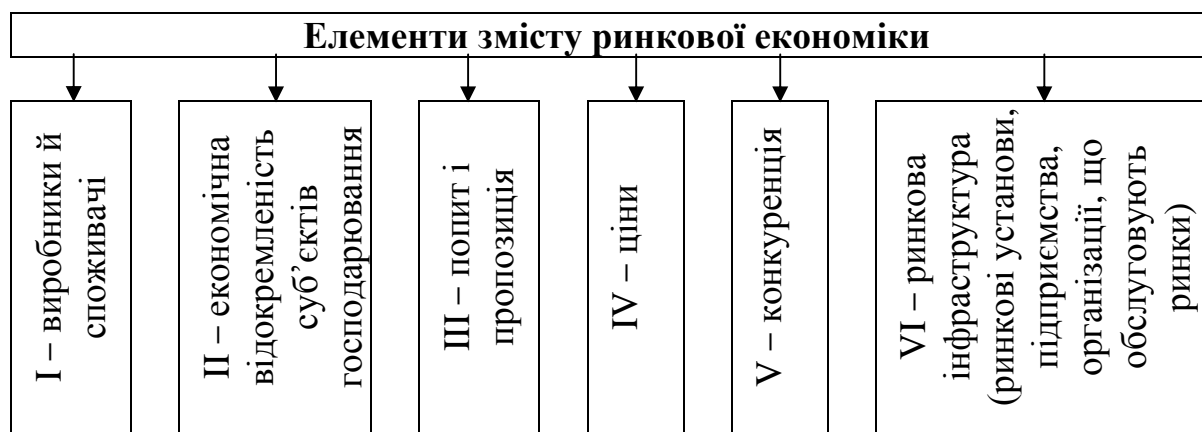 Елементи змісту ринкової економіки
I – виробники й
споживачі
II – економічна
відокремленість
суб’єктів
господарювання
III – попит і
пропозиція
IV – ціни
V – конкуренція
VI – ринкова
інфраструктура
(ринкові установи,
підприємства,
організації, що
обслуговують
ринки)